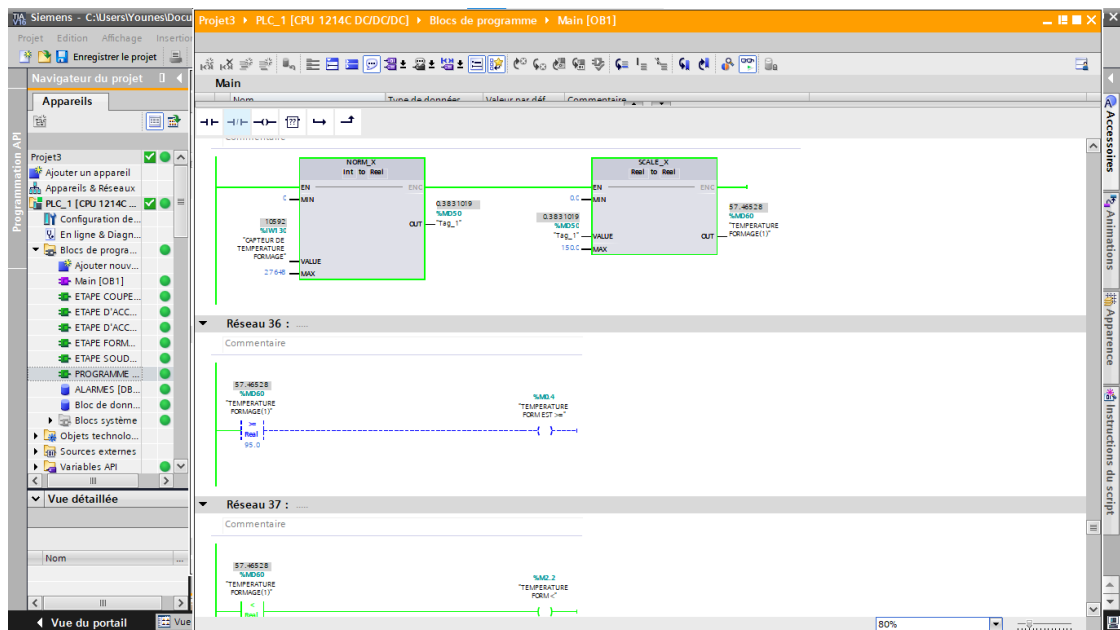 Siemens - C:\Users\Younes\Docu
Projet3 ▸ PLC_1 [CPU 1214C DC/DC/DC] ▸ Blocs de programme ▸ Main [OB1]
Projet Edition Affichage Insertion
Enregistrer le projet
Navigateur du projet
Appareils
Programmation API
Projet3
Ajouter un appareil
Appareils & Réseaux
PLC_1 [CPU 1214C ...
Configuration de...
En ligne & Diagn...
Blocs de progra...
Ajouter nouv...
Main [OB1]
ETAPE COUPE...
ETAPE D'ACC...
ETAPE D'ACC...
ETAPE FORM...
ETAPE SOUD...
PROGRAMME ...
ALARMES [DB...
Bloc de donn...
Blocs système
Objets technolo...
Sources externes
Variables API
Vue détaillée
Nom
...
Vue du portail
Vue
Main
Nom Type de données Valeur par déf. Commentaire
Commentaire
NORM_X
Int to Real
EN
ENC
0
MIN
10592
%IW130
"CAPTEUR DE
TEMPERATURE
FORMAGE"
VALUE
27648
MAX
0.3831019
%MD50
OUT
"Tag_1"
SCALE_X
Real to Real
EN
ENC
0.0
MIN
0.3831019
%MD50
"Tag_1"
VALUE
150.0
MAX
57.46528
%MD60
"TEMPERATURE
FORMAGE(1)"
OUT
Réseau 36 : .....
Commentaire
57.46528
%MD60
"TEMPERATURE
FORMAGE(1)"
>=
Real
95.0
%M0.4
"TEMPERATURE
FORM EST >="
Réseau 37 : .....
Commentaire
57.46528
%MD60
"TEMPERATURE
FORMAGE(1)"
<
Real
%M2.2
"TEMPERATURE
FORM<"
80%
Accessoires
Animations
Apparence
Instructions du script